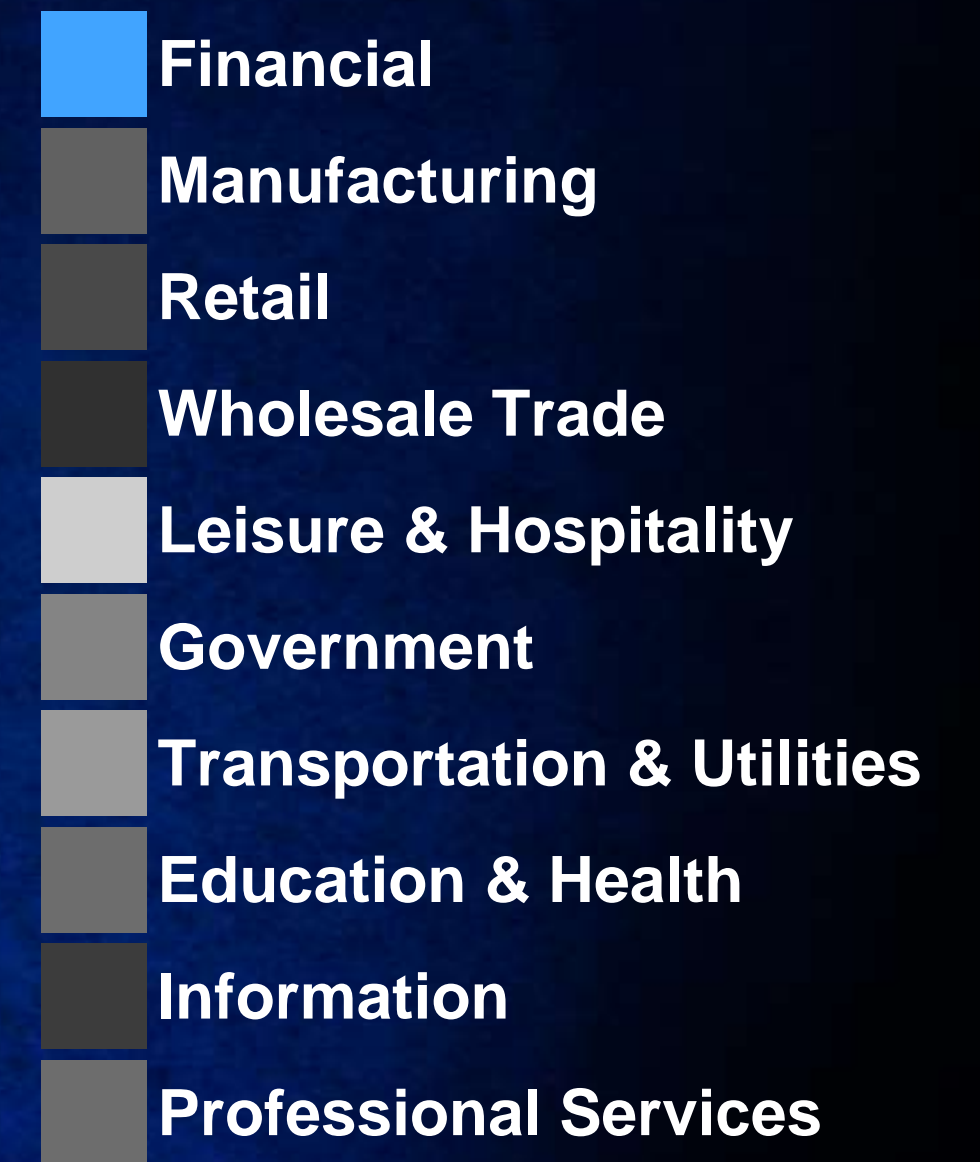 Financial
Manufacturing
Retail
Wholesale Trade
Leisure & Hospitality
Government
Transportation & Utilities
Education & Health
Information
Professional Services